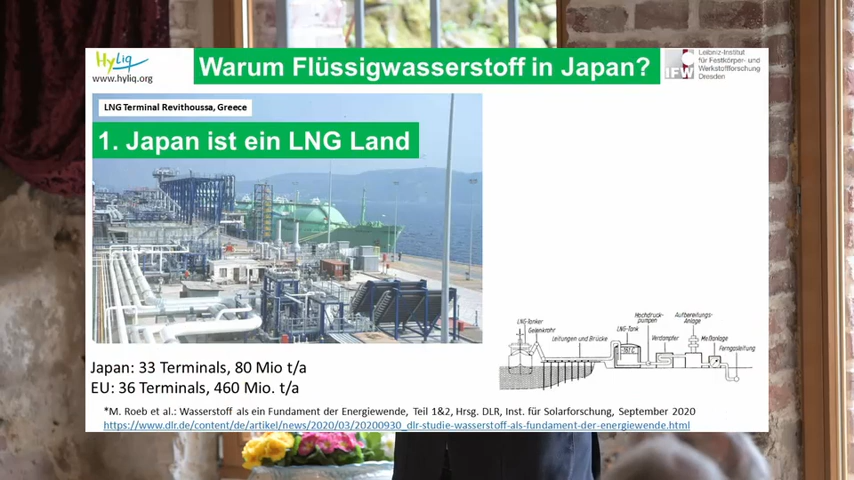 HyLiq
www.hyliq.org
Warum Flüssigwasserstoff in Japan?
IFW
Leibniz-Institut
für Festkörper- und
Werkstoffforschung
Dresden
LNG Terminal Revithoussa, Greece
1. Japan ist ein LNG Land
LNG-Tanker
Gelenkrohr
Leitungen und Brücke
LNG-Tank
Hochdruck-
pumpen
Verdampfer
Aufbereitungs-
Anlage
Meßanlage
Ferngasleitung
Japan: 33 Terminals, 80 Mio t/a
EU: 36 Terminals, 460 Mio. t/a
*M. Roeb et al.: Wasserstoff als ein Fundament der Energiewende, Teil 1&2, Hrsg. DLR, Inst. für Solarforschung, September 2020
https://www.dlr.de/content/de/artikel/news/2020/03/20200930_dlr-studie-wasserstoff-als-fundament-der-energiewende.html